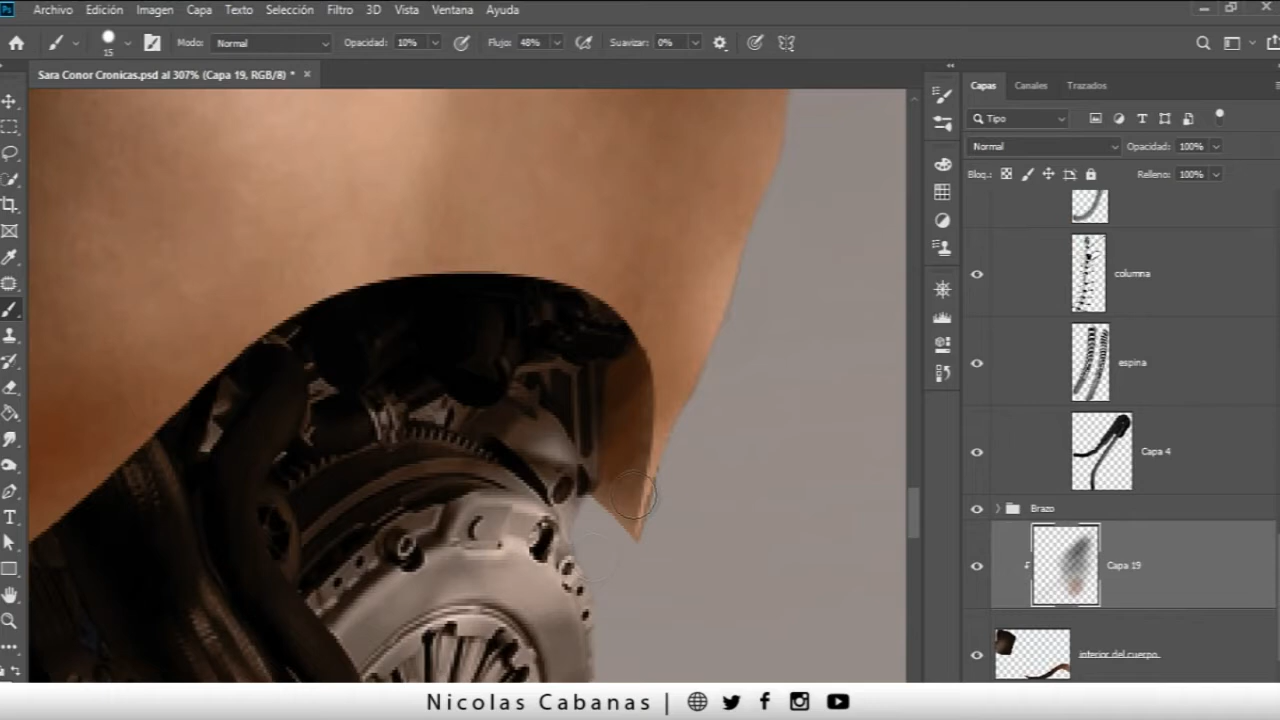 Ps Archivo Edición Imagen Capa Texto Selección Filtro 3D Vista Ventana Ayuda
15 Modo: Normal Opacidad: 10% Flujo: 48% Suavizar: 0%
Sara Conor Cronicas.psd al 307% (Capa 19, RGB/8) * ×
Capas Canales Trazados
Tipo
Normal Opacidad: 100%
Bloq.: Relleno: 100%
columna
espina
Capa 4
Brazo
Capa 19
interior del cuerpo
Nicolas Cabanas |